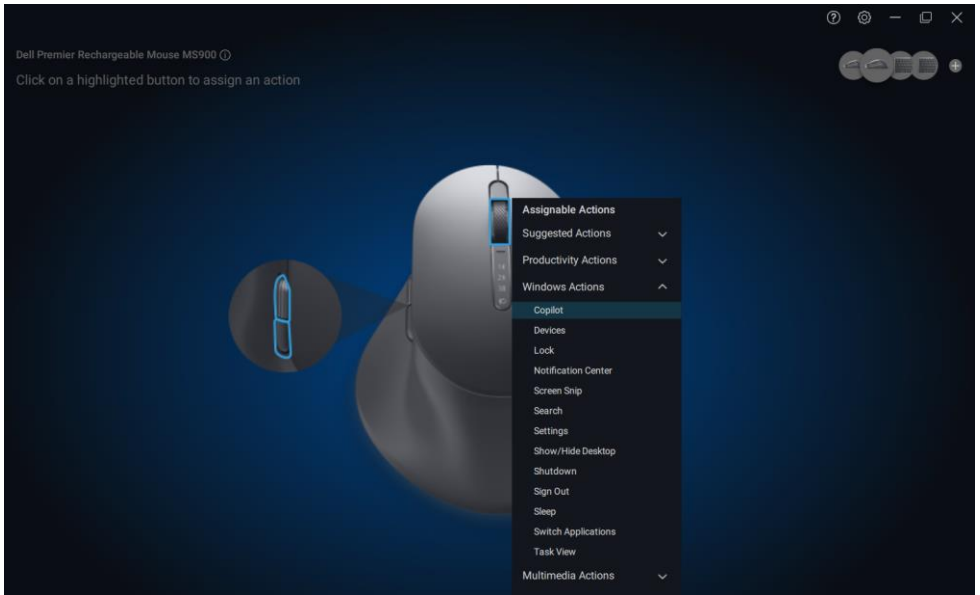 Dell Premier Rechargeable Mouse MS900
Click on a highlighted button to assign an action
Assignable Actions
Suggested Actions
Productivity Actions
Windows Actions
Copilot
Devices
Lock
Notification Center
Screen Snip
Search
Settings
Show/Hide Desktop
Shutdown
Sign Out
Sleep
Switch Applications
Task View
Multimedia Actions